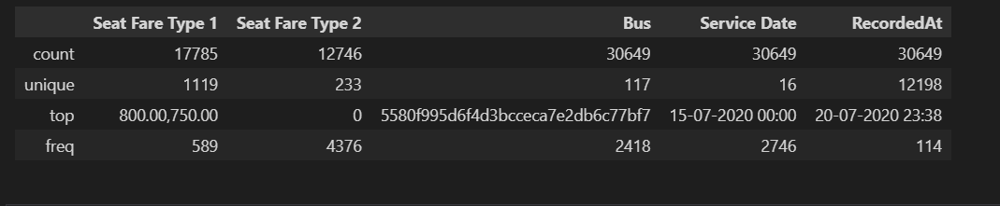 Seat Fare Type 1 Seat Fare Type 2 Bus Service Date RecordedAt
count 17785 12746 30649 30649 30649
unique 1119 233 117 16 12198
top 800.00,750.00 0 5580f995d6f4d3bcceca7e2db6c77bf7 15-07-2020 00:00 20-07-2020 23:38
freq 589 4376 2418 2746 114